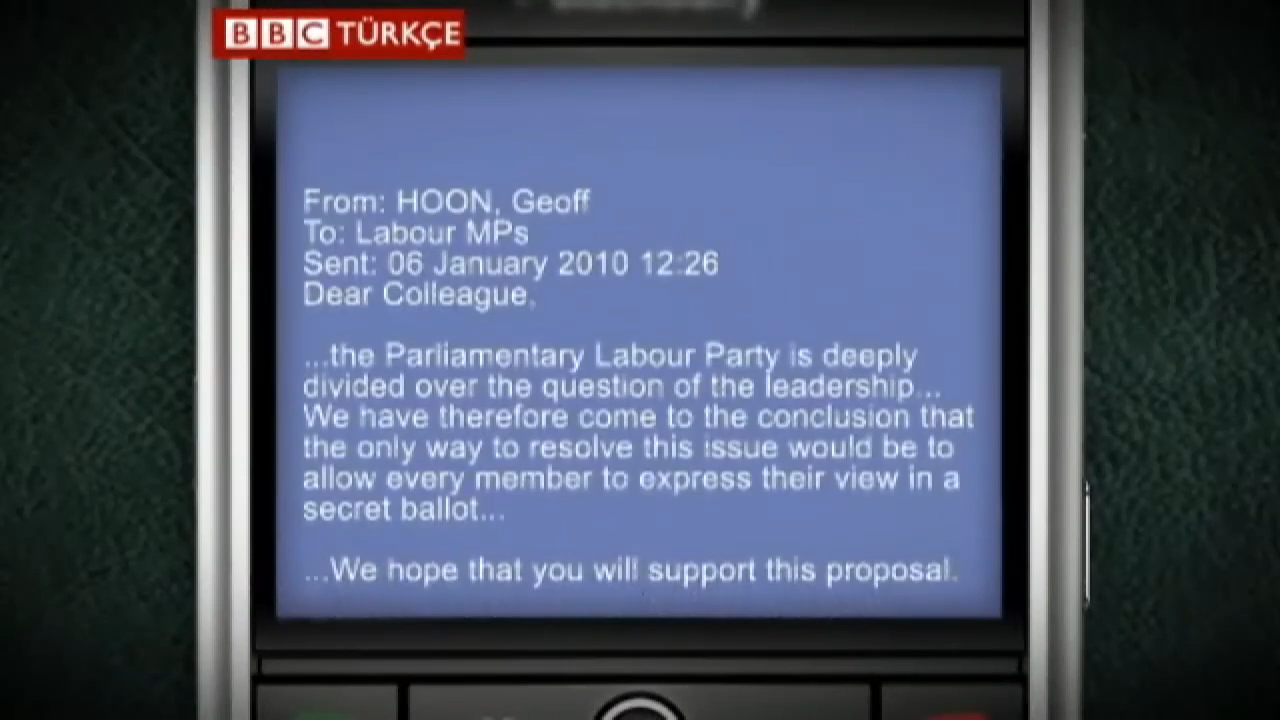 BBC TÜRKÇE
From: HOON, Geoff
To: Labour MPs
Sent: 06 January 2010 12:26
Dear Colleague,
...the Parliamentary Labour Party is deeply
divided over the question of the leadership...
We have therefore come to the conclusion that
the only way to resolve this issue would be to
allow every member to express their view in a
secret ballot...
...We hope that you will support this proposal.